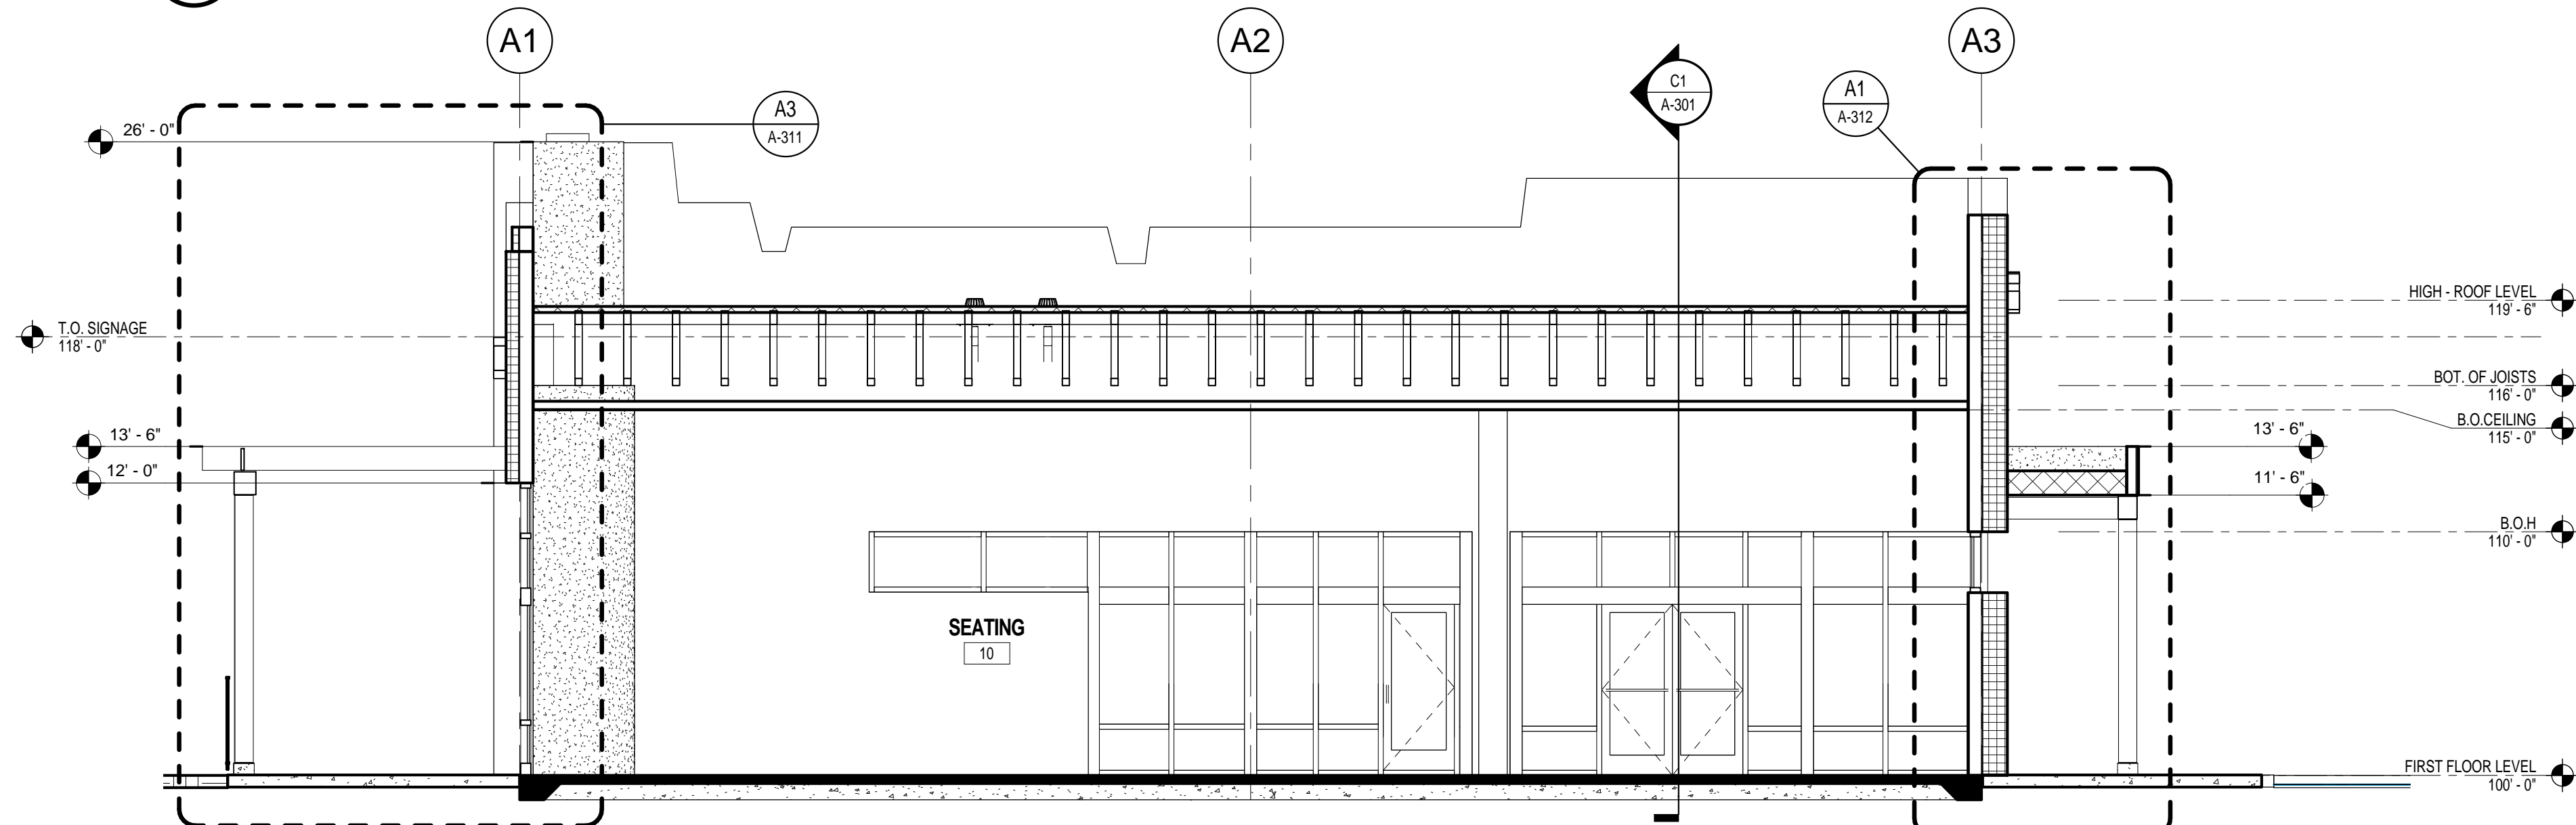 A1
A2
A3
C1
A-301
A3
A-311
A1
A-312
26' - 0"
HIGH - ROOF LEVEL
119' - 6"
T.O. SIGNAGE
118' - 0"
BOT. OF JOISTS
116' - 0"
B.O.CEILING
115' - 0"
13' - 6"
13' - 6"
12' - 0"
11' - 6"
B.O.H
110' - 0"
SEATING
10
FIRST FLOOR LEVEL
100' - 0"